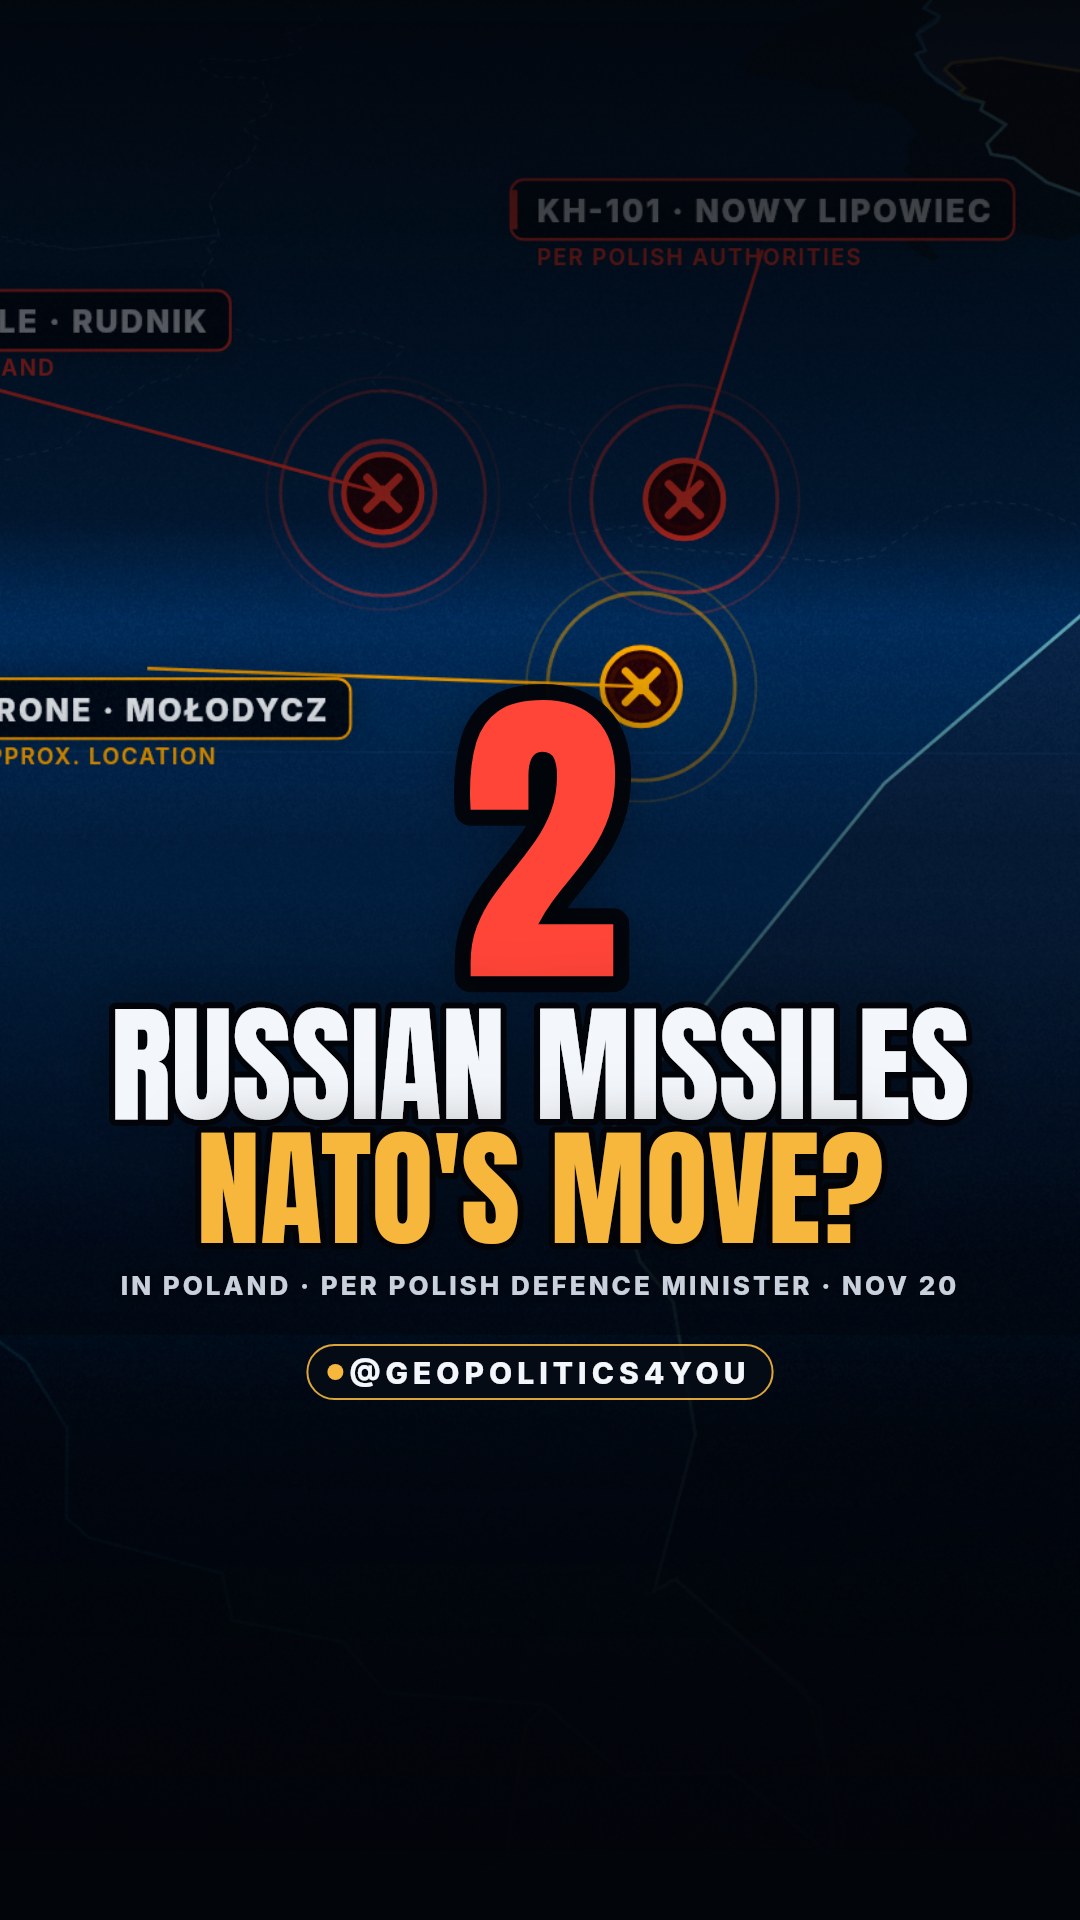 KH-101 · NOWY LIPOWIEC
PER POLISH AUTHORITIES
LE · RUDNIK
AND
RONE · MOŁODYCZ
PPROX. LOCATION
2
RUSSIAN MISSILES
NATO'S MOVE?
IN POLAND · PER POLISH DEFENCE MINISTER · NOV 20
@GEOPOLITICS4YOU